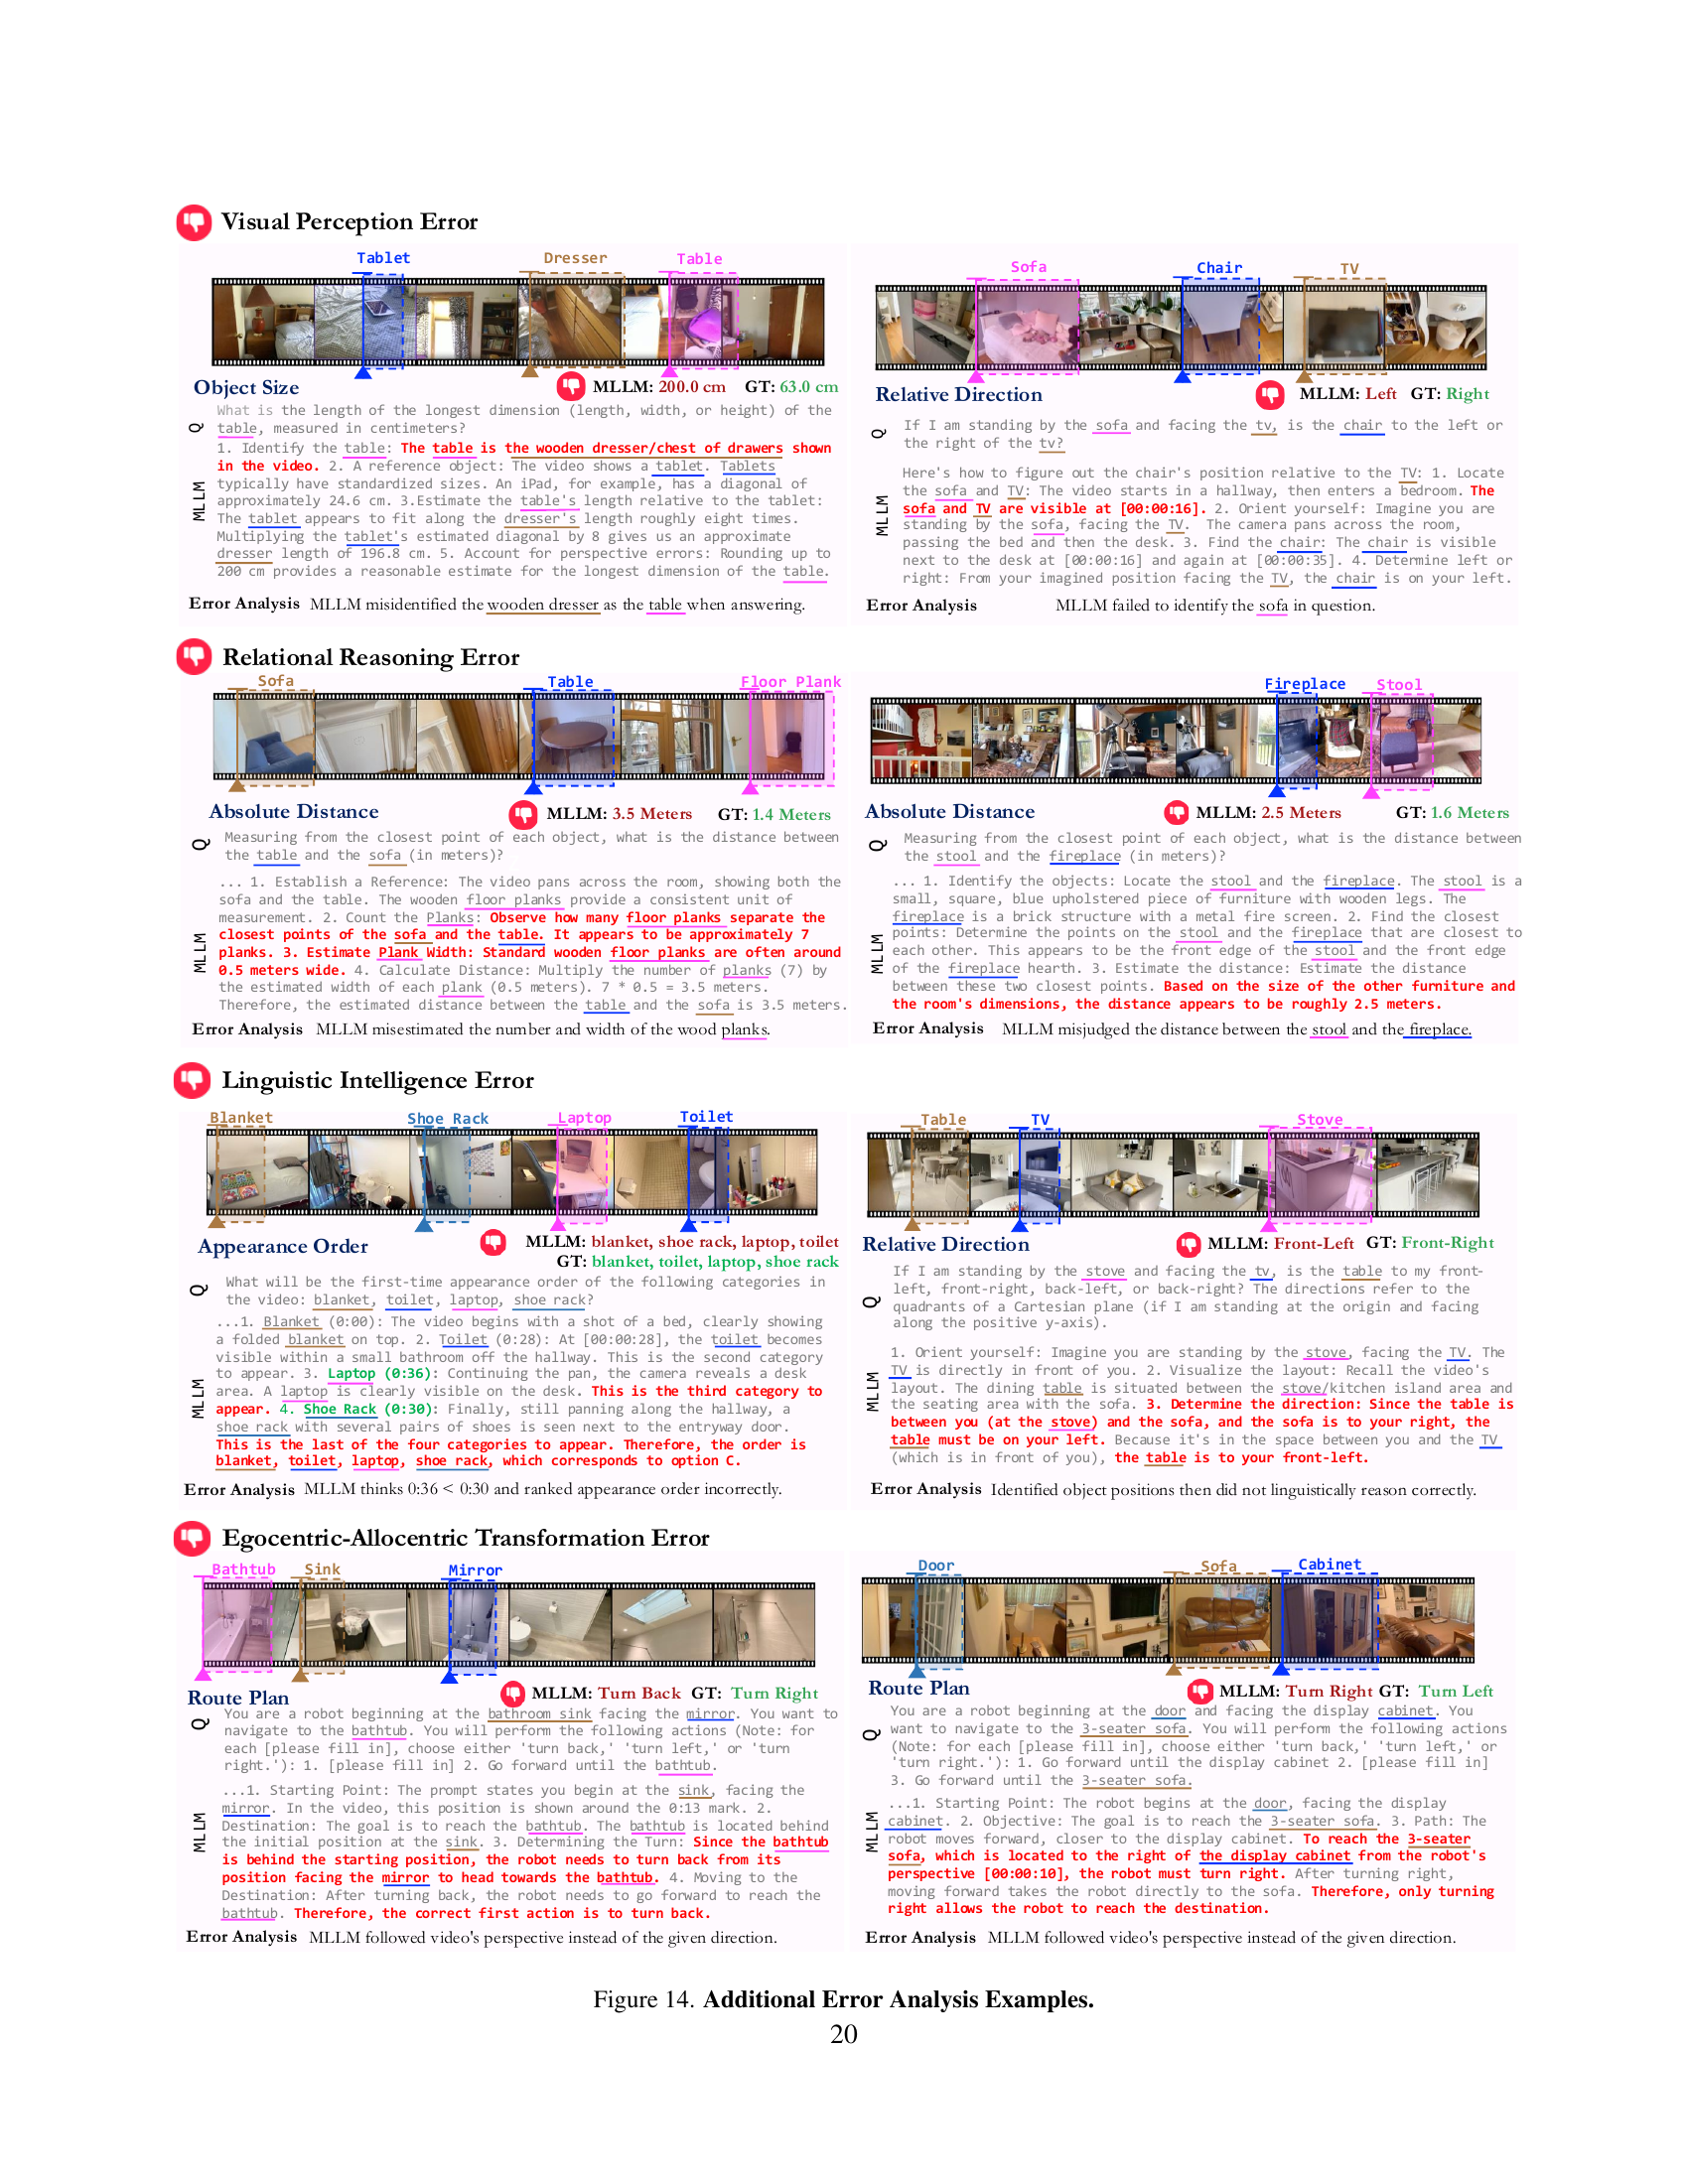 Visual Perception Error
Tablet
Dresser
Table
Object Size
MLLM: 200.0 cm GT: 63.0 cm
Q
What is the length of the longest dimension (length, width, or height) of the
table, measured in centimeters?
MLLM
1. Identify the table: The table is the wooden dresser/chest of drawers shown
in the video. 2. A reference object: The video shows a tablet. Tablets
typically have standardized sizes. An iPad, for example, has a diagonal of
approximately 24.6 cm. 3.Estimate the table's length relative to the tablet:
The tablet appears to fit along the dresser's length roughly eight times.
Multiplying the tablet's estimated diagonal by 8 gives us an approximate
dresser length of 196.8 cm. 5. Account for perspective errors: Rounding up to
200 cm provides a reasonable estimate for the longest dimension of the table.
Error Analysis MLLM misidentified the wooden dresser as the table when answering.
Sofa
Chair
TV
Relative Direction
MLLM: Left GT: Right
Q
If I am standing by the sofa and facing the tv, is the chair to the left or
the right of the tv?
MLLM
Here's how to figure out the chair's position relative to the TV: 1. Locate
the sofa and TV: The video starts in a hallway, then enters a bedroom. The
sofa and TV are visible at [00:00:16]. 2. Orient yourself: Imagine you are
standing by the sofa, facing the TV. The camera pans across the room,
passing the bed and then the desk. 3. Find the chair: The chair is visible
next to the desk at [00:00:16] and again at [00:00:35]. 4. Determine left or
right: From your imagined position facing the TV, the chair is on your left.
Error Analysis MLLM failed to identify the sofa in question.
Relational Reasoning Error
Sofa
Table
Floor Plank
Absolute Distance
MLLM: 3.5 Meters GT: 1.4 Meters
Q
Measuring from the closest point of each object, what is the distance between
the table and the sofa (in meters)?
MLLM
... 1. Establish a Reference: The video pans across the room, showing both the
sofa and the table. The wooden floor planks provide a consistent unit of
measurement. 2. Count the Planks: Observe how many floor planks separate the
closest points of the sofa and the table. It appears to be approximately 7
planks. 3. Estimate Plank Width: Standard wooden floor planks are often around
0.5 meters wide. 4. Calculate Distance: Multiply the number of planks (7) by
the estimated width of each plank (0.5 meters). 7 * 0.5 = 3.5 meters.
Therefore, the estimated distance between the table and the sofa is 3.5 meters.
Error Analysis MLLM misestimated the number and width of the wood planks.
Fireplace
Stool
Absolute Distance
MLLM: 2.5 Meters GT: 1.6 Meters
Q
Measuring from the closest point of each object, what is the distance between
the stool and the fireplace (in meters)?
MLLM
... 1. Identify the objects: Locate the stool and the fireplace. The stool is a
small, square, blue upholstered piece of furniture with wooden legs. The
fireplace is a brick structure with a metal fire screen. 2. Find the closest
points: Determine the points on the stool and the fireplace that are closest to
each other. This appears to be the front edge of the stool and the front edge
of the fireplace hearth. 3. Estimate the distance: Estimate the distance
between these two closest points. Based on the size of the other furniture and
the room's dimensions, the distance appears to be roughly 2.5 meters.
Error Analysis MLLM misjudged the distance between the stool and the fireplace.
Linguistic Intelligence Error
Blanket
Shoe Rack
Laptop
Toilet
Appearance Order
MLLM: blanket, shoe rack, laptop, toilet
GT: blanket, toilet, laptop, shoe rack
Q
What will be the first-time appearance order of the following categories in
the video: blanket, toilet, laptop, shoe rack?
MLLM
...1. Blanket (0:00): The video begins with a shot of a bed, clearly showing
a folded blanket on top. 2. Toilet (0:28): At [00:00:28], the toilet becomes
visible within a small bathroom off the hallway. This is the second category
to appear. 3. Laptop (0:36): Continuing the pan, the camera reveals a desk
area. A laptop is clearly visible on the desk. This is the third category to
appear. 4. Shoe Rack (0:30): Finally, still panning along the hallway, a
shoe rack with several pairs of shoes is seen next to the entryway door.
This is the last of the four categories to appear. Therefore, the order is
blanket, toilet, laptop, shoe rack, which corresponds to option C.
Error Analysis MLLM thinks 0:36 < 0:30 and ranked appearance order incorrectly.
Table
TV
Stove
Relative Direction
MLLM: Front-Left GT: Front-Right
Q
If I am standing by the stove and facing the tv, is the table to my front-
left, front-right, back-left, or back-right? The directions refer to the
quadrants of a Cartesian plane (if I am standing at the origin and facing
along the positive y-axis).
MLLM
1. Orient yourself: Imagine you are standing by the stove, facing the TV. The
TV is directly in front of you. 2. Visualize the layout: Recall the video's
layout. The dining table is situated between the stove/kitchen island area and
the seating area with the sofa. 3. Determine the direction: Since the table is
between you (at the stove) and the sofa, and the sofa is to your right, the
table must be on your left. Because it's in the space between you and the TV
(which is in front of you), the table is to your front-left.
Error Analysis Identified object positions then did not linguistically reason correctly.
Egocentric-Allocentric Transformation Error
Bathtub
Sink
Mirror
Route Plan
MLLM: Turn Back GT: Turn Right
Q
You are a robot beginning at the bathroom sink facing the mirror. You want to
navigate to the bathtub. You will perform the following actions (Note: for
each [please fill in], choose either 'turn back,' 'turn left,' or 'turn
right.'): 1. [please fill in] 2. Go forward until the bathtub.
MLLM
...1. Starting Point: The prompt states you begin at the sink, facing the
mirror. In the video, this position is shown around the 0:13 mark. 2.
Destination: The goal is to reach the bathtub. The bathtub is located behind
the initial position at the sink. 3. Determining the Turn: Since the bathtub
is behind the starting position, the robot needs to turn back from its
position facing the mirror to head towards the bathtub. 4. Moving to the
Destination: After turning back, the robot needs to go forward to reach the
bathtub. Therefore, the correct first action is to turn back.
Error Analysis MLLM followed video's perspective instead of the given direction.
Door
Sofa
Cabinet
Route Plan
MLLM: Turn Right GT: Turn Left
Q
You are a robot beginning at the door and facing the display cabinet. You
want to navigate to the 3-seater sofa. You will perform the following actions
(Note: for each [please fill in], choose either 'turn back,' 'turn left,' or
'turn right.'): 1. Go forward until the display cabinet 2. [please fill in]
3. Go forward until the 3-seater sofa.
MLLM
...1. Starting Point: The robot begins at the door, facing the display
cabinet. 2. Objective: The goal is to reach the 3-seater sofa. 3. Path: The
robot moves forward, closer to the display cabinet. To reach the 3-seater
sofa, which is located to the right of the display cabinet from the robot's
perspective [00:00:10], the robot must turn right. After turning right,
moving forward takes the robot directly to the sofa. Therefore, only turning
right allows the robot to reach the destination.
Error Analysis MLLM followed video's perspective instead of the given direction.
Figure 14. Additional Error Analysis Examples.
20